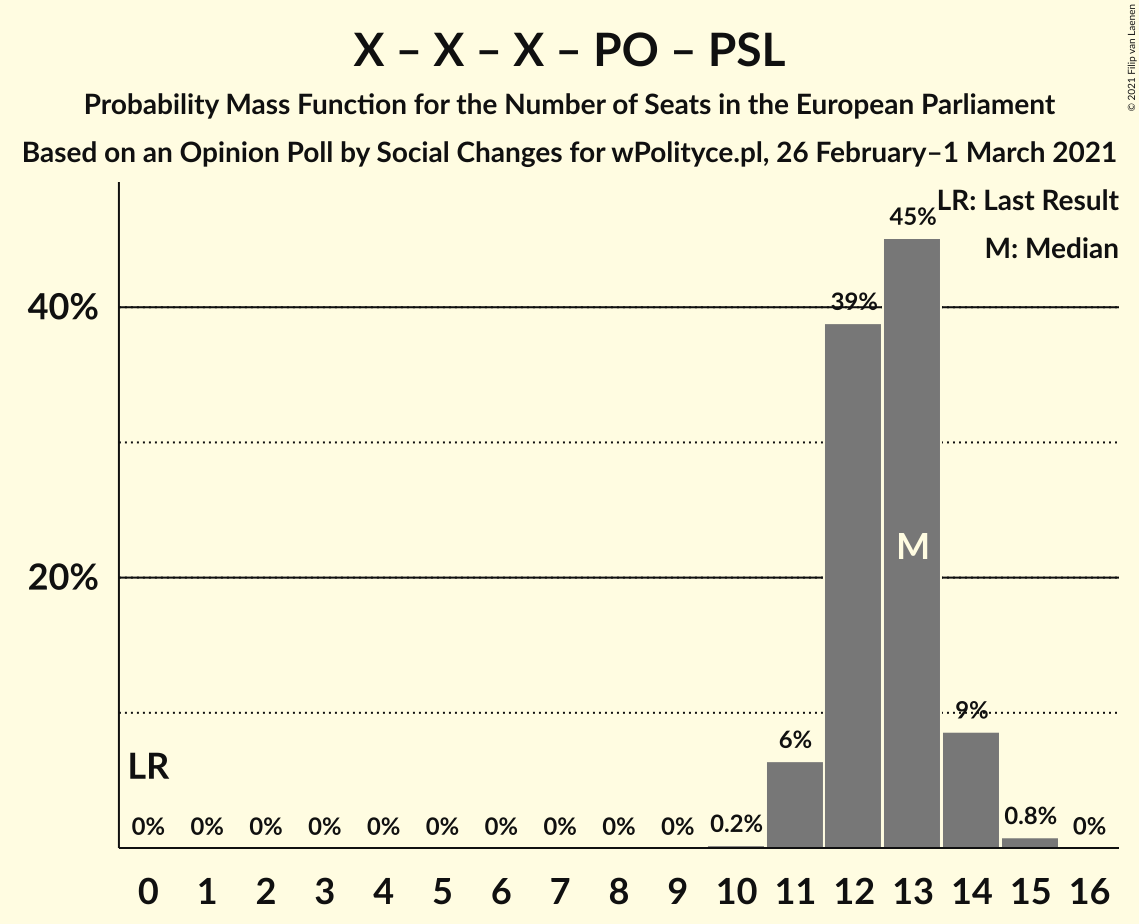 © 2021 Filip van Laenen
X – X – X – PO – PSL
Probability Mass Function for the Number of Seats in the European Parliament
Based on an Opinion Poll by Social Changes for wPolityce.pl, 26 February–1 March 2021
LR: Last Result
M: Median
45%
39%
40%
M
20%
9%
6%
LR
0% 0% 0% 0% 0% 0% 0% 0% 0% 0% 0.2% 0.8% 0%
0 1 2 3 4 5 6 7 8 9 10 11 12 13 14 15 16